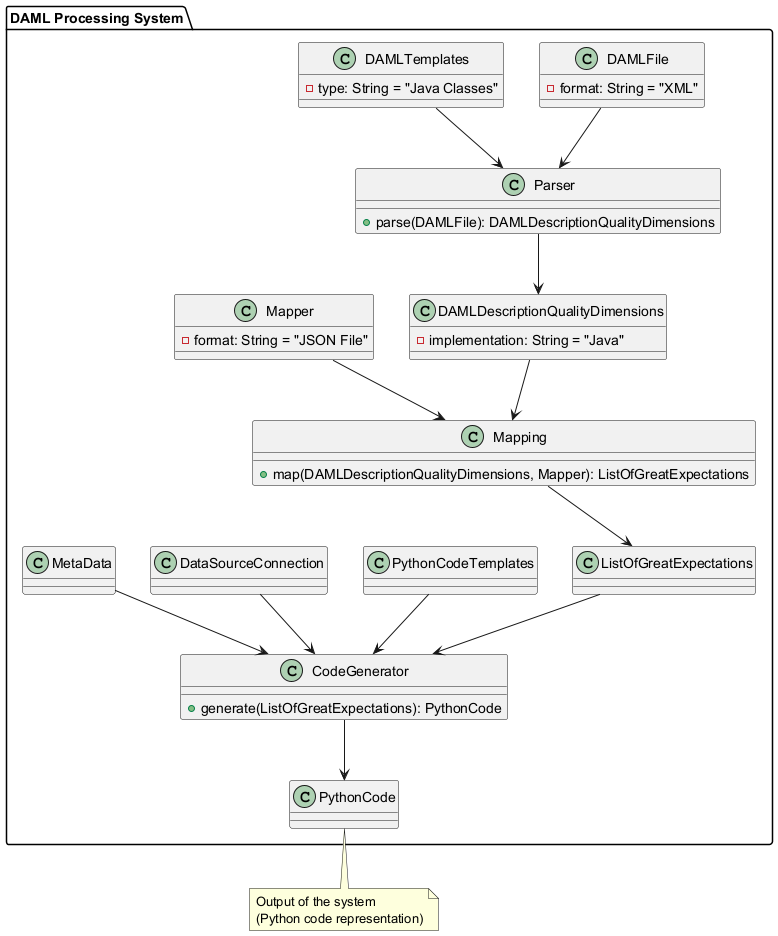 DAML Processing System
C DAMLTemplates
type: String = "Java Classes"
C DAMLFile
format: String = "XML"
C Parser
parse(DAMLFile): DAMLDescriptionQualityDimensions
C Mapper
format: String = "JSON File"
C DAMLDescriptionQualityDimensions
implementation: String = "Java"
C Mapping
map(DAMLDescriptionQualityDimensions, Mapper): ListOfGreatExpectations
C MetaData
C DataSourceConnection
C PythonCodeTemplates
C ListOfGreatExpectations
C CodeGenerator
generate(ListOfGreatExpectations): PythonCode
C PythonCode
Output of the system
(Python code representation)